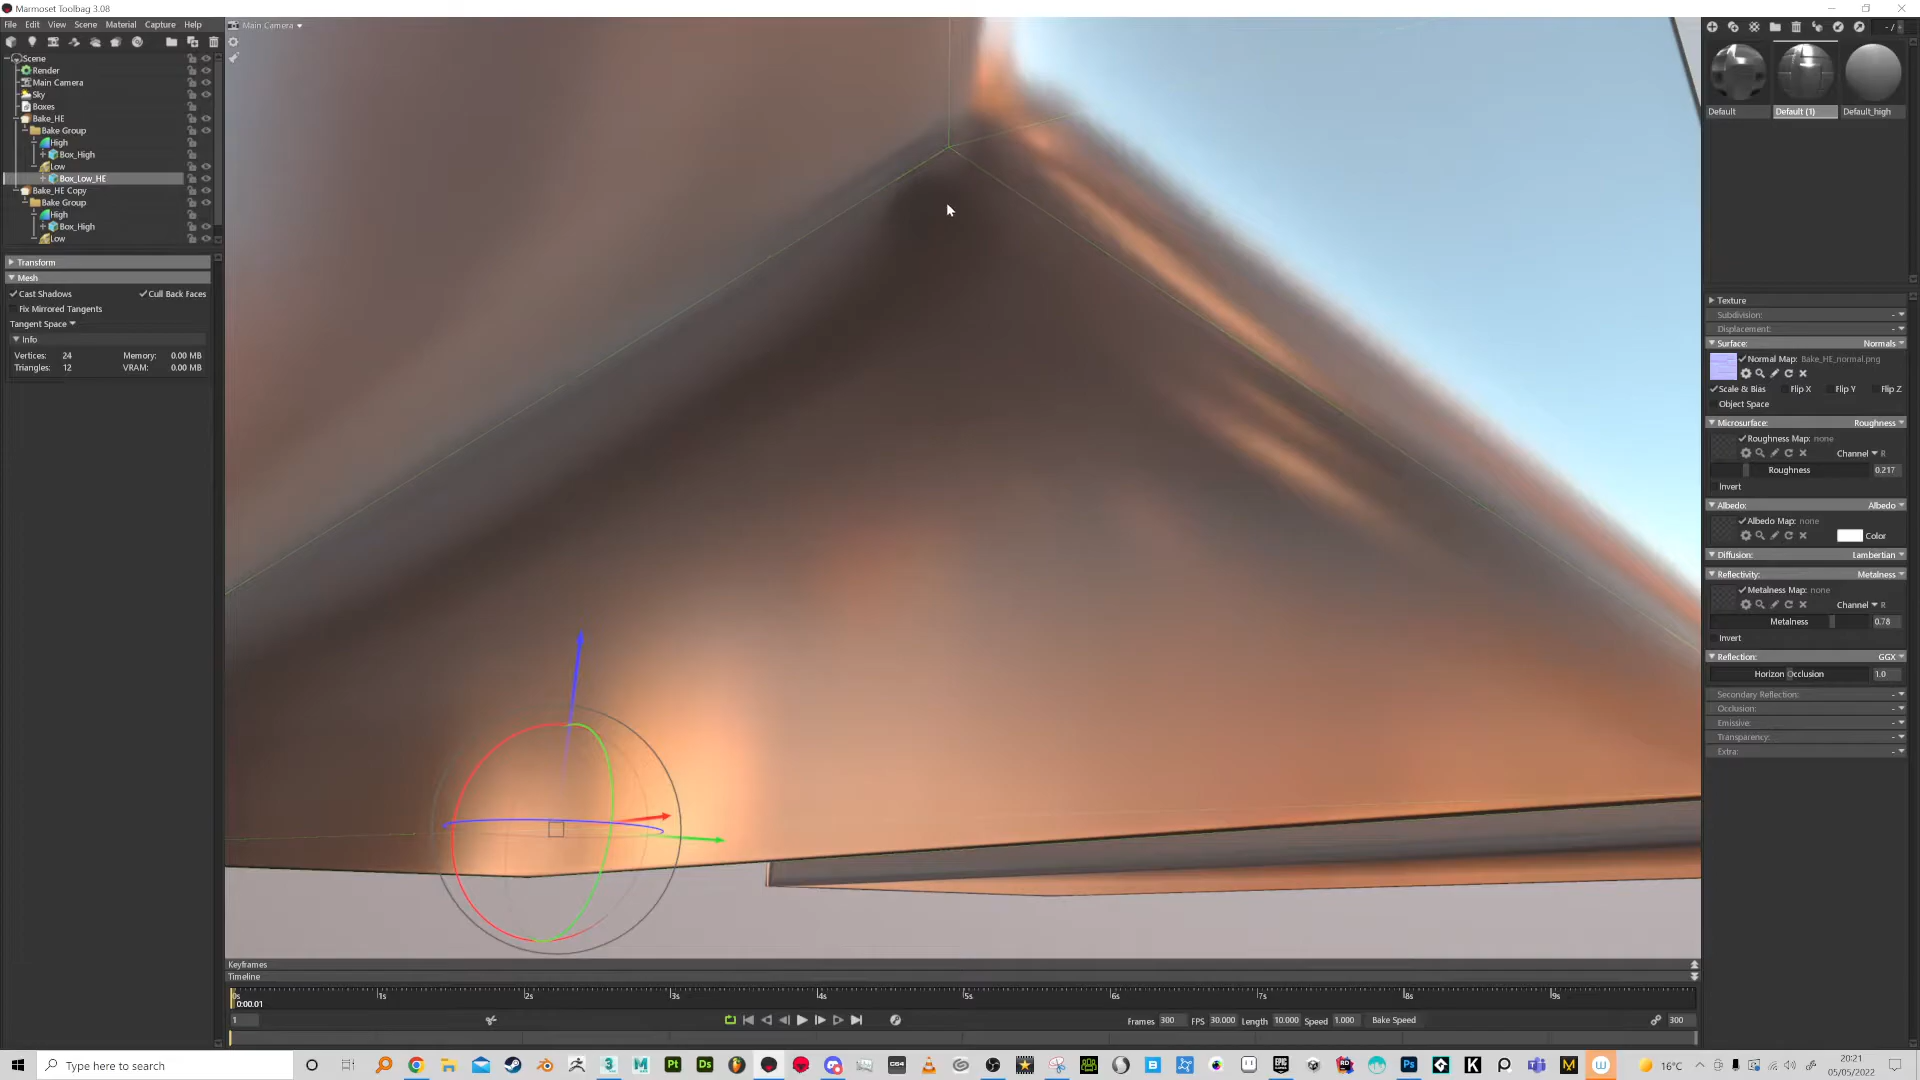 Marmoset Toolbag 3.08
File Edit View Scene Material Capture Help
Main Camera
Scene
Render
Main Camera
Sky
Boxes
Bake_HE
Bake Group
High
Box_High
Low
Box_Low_HE
Bake_HE Copy
Bake Group
High
Box_High
Low
Transform
Mesh
Cast Shadows Cull Back Faces
Fix Mirrored Tangents
Tangent Space
Info
Vertices: 24 Memory: 0.00 MB
Triangles: 12 VRAM: 0.00 MB
Default Default (1) Default_high
Texture
Subdivision: -
Displacement: -
Surface: Normals
Normal Map: Bake_HE_normal.png
Scale & Bias Flip X Flip Y Flip Z
Object Space
Microsurface: Roughness
Roughness Map: none
Channel R
Roughness 0.217
Invert
Albedo: Albedo
Albedo Map: none
Color
Diffusion: Lambertian
Reflectivity: Metalness
Metalness Map: none
Channel R
Metalness 0.78
Invert
Reflection: GGX
Horizon Occlusion 1.0
Secondary Reflection: -
Occlusion: -
Emissive: -
Transparency: -
Extra: -
Keyframes
Timeline
0s 1s 2s 3s 4s 5s 6s 7s 8s 9s
0:00.01
1 Frames 300 FPS 30.000 Length 10.000 Speed 1.000 Bake Speed 300
Type here to search
16°C
20:21
05/05/2022